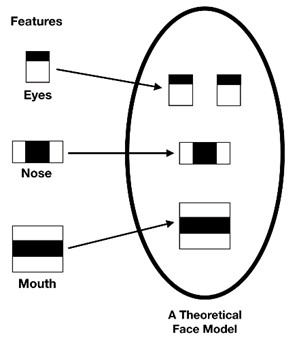 Features
Eyes
Nose
Mouth
A Theoretical
Face Model